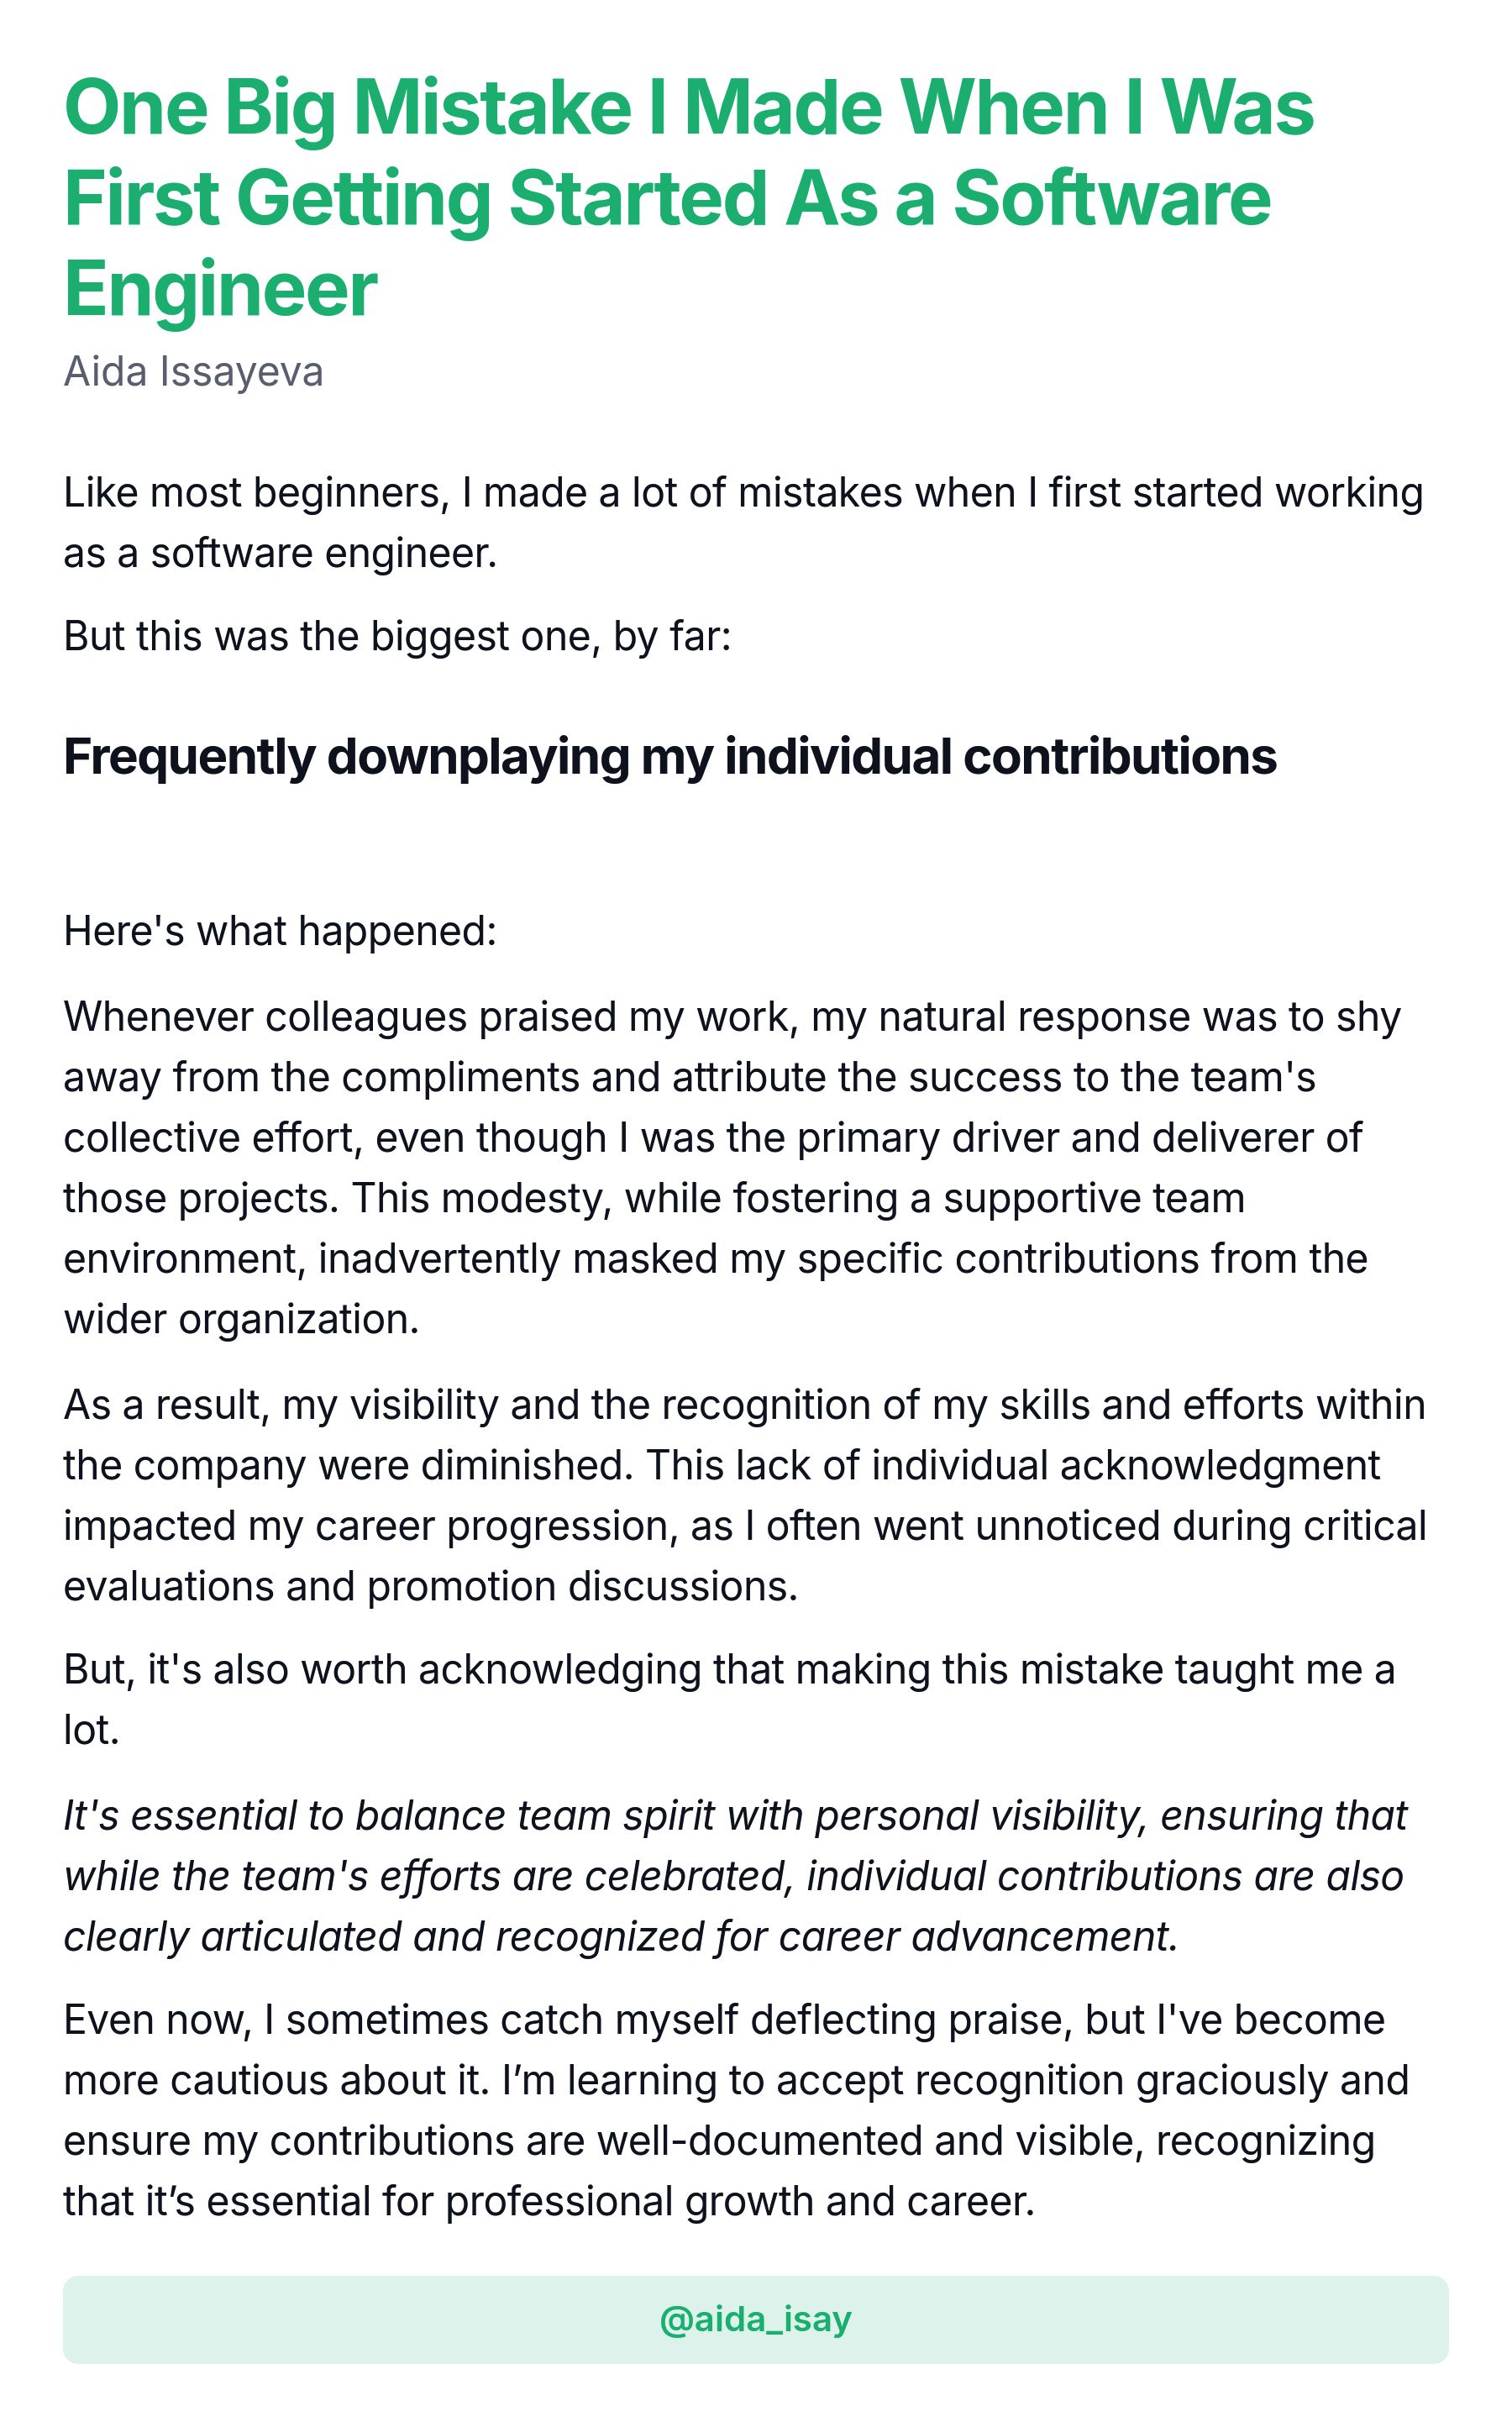 One Big Mistake I Made When I Was
First Getting Started As a Software
Engineer
Aida Issayeva
Like most beginners, I made a lot of mistakes when I first started working
as a software engineer.
But this was the biggest one, by far:
Frequently downplaying my individual contributions
Here's what happened:
Whenever colleagues praised my work, my natural response was to shy
away from the compliments and attribute the success to the team's
collective effort, even though I was the primary driver and deliverer of
those projects. This modesty, while fostering a supportive team
environment, inadvertently masked my specific contributions from the
wider organization.
As a result, my visibility and the recognition of my skills and efforts within
the company were diminished. This lack of individual acknowledgment
impacted my career progression, as I often went unnoticed during critical
evaluations and promotion discussions.
But, it's also worth acknowledging that making this mistake taught me a
lot.
It's essential to balance team spirit with personal visibility, ensuring that
while the team's efforts are celebrated, individual contributions are also
clearly articulated and recognized for career advancement.
Even now, I sometimes catch myself deflecting praise, but I've become
more cautious about it. I’m learning to accept recognition graciously and
ensure my contributions are well-documented and visible, recognizing
that it’s essential for professional growth and career.
@aida_isay